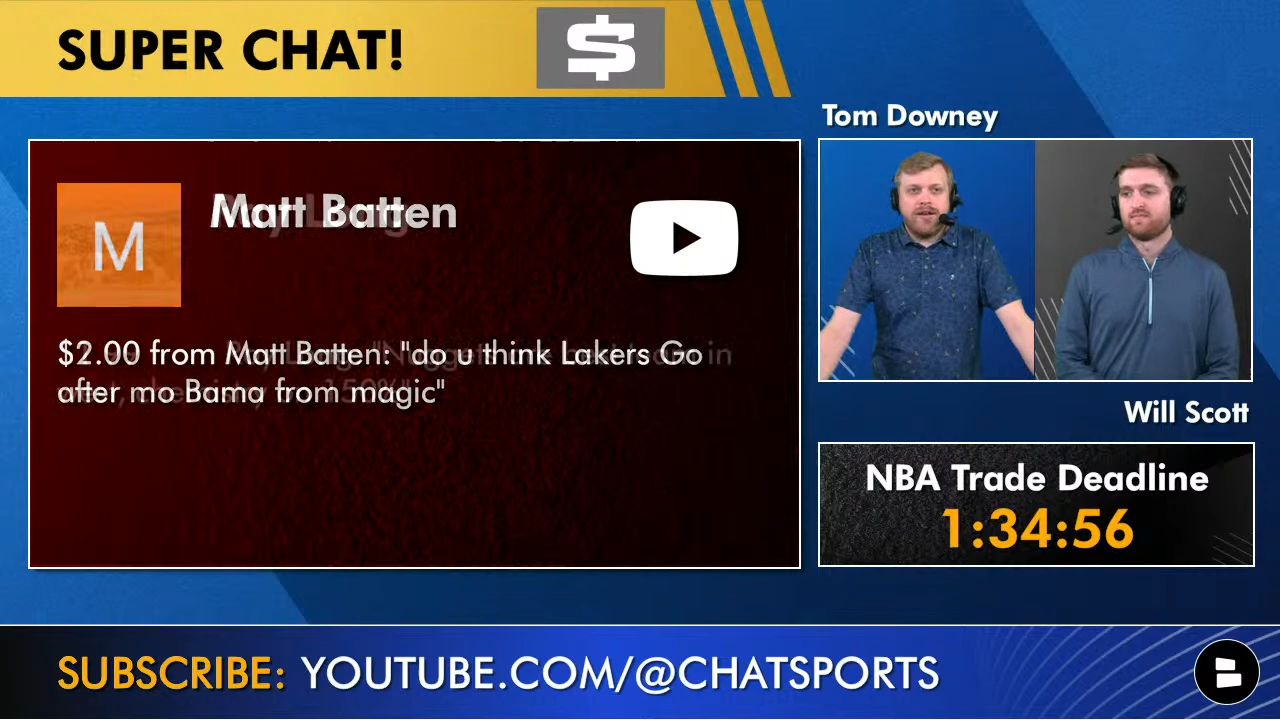 SUPER CHAT!
$
Tom Downey
M
Matt Batten
$2.00 from Matt Batten: "do u think Lakers Go
after mo Bama from magic"
Will Scott
NBA Trade Deadline
1:34:56
SUBSCRIBE: YOUTUBE.COM/@CHATSPORTS